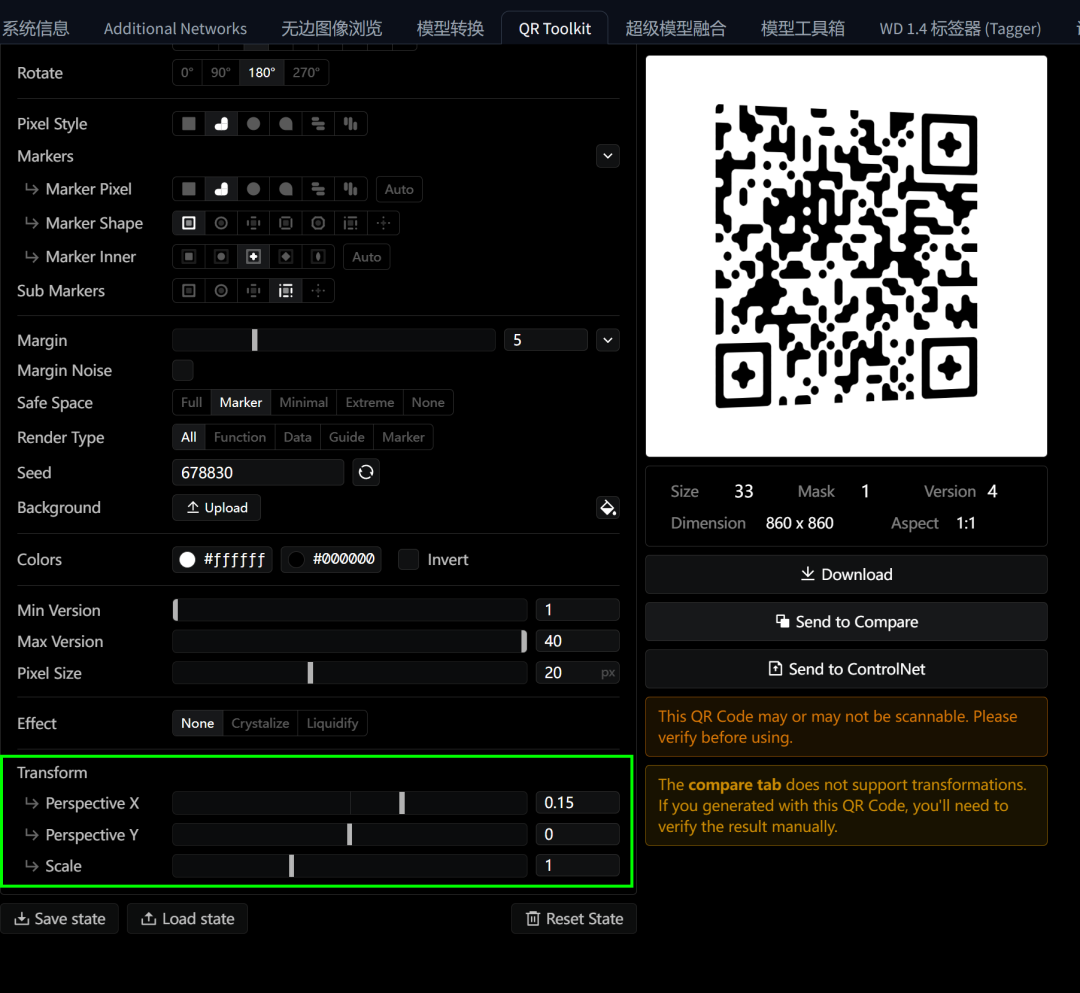 系统信息 Additional Networks 无边图像浏览 模型转换 QR Toolkit 超级模型融合 模型工具箱 WD 1.4 标签器 (Tagger)
Rotate 0° 90° 180° 270°
Pixel Style
Markers
Marker Pixel Auto
Marker Shape
Marker Inner Auto
Sub Markers
Margin 5
Margin Noise
Safe Space Full Marker Minimal Extreme None
Render Type All Function Data Guide Marker
Seed 678830
Background Upload
Colors #ffffff #000000 Invert
Min Version 1
Max Version 40
Pixel Size 20 px
Effect None Crystalize Liquidify
Transform
Perspective X 0.15
Perspective Y 0
Scale 1
Save state Load state Reset State
Size 33 Mask 1 Version 4
Dimension 860 x 860 Aspect 1:1
Download
Send to Compare
Send to ControlNet
This QR Code may or may not be scannable. Please
verify before using.
The compare tab does not support transformations.
If you generated with this QR Code, you'll need to
verify the result manually.